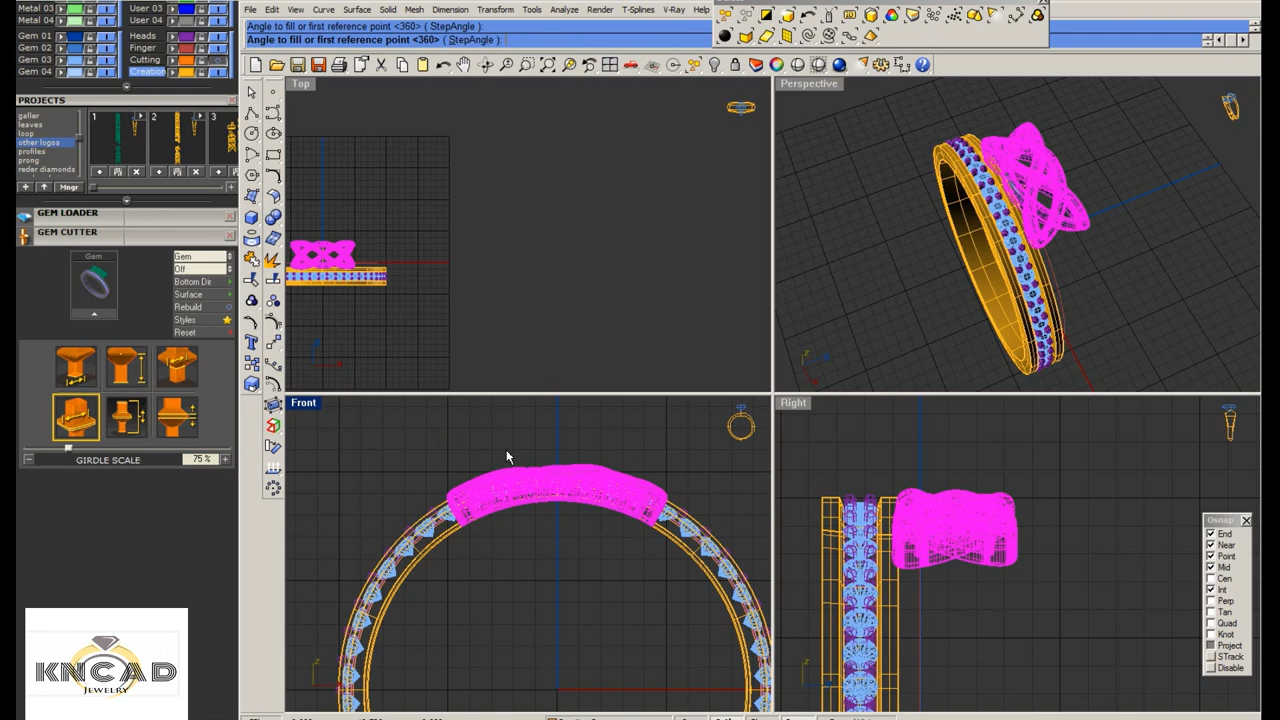 Metal 03
User 03
Metal 04
User 04
Gem 01
Heads
Gem 02
Finger
Gem 03
Cutting
Gem 04
Creation
PROJECTS
galler
leaves
loop
other logos
profiles
prong
reder diamonds
1
2
3
Mngr
GEM LOADER
GEM CUTTER
Gem
Gem
Off
Bottom Dir
Surface
Rebuild
Styles
Reset
GIRDLE SCALE
75 %
KNCAD
JEWELRY
File Edit View Curve Surface Solid Mesh Dimension Transform Tools Analyze Render T-Splines V-Ray Help
Angle to fill or first reference point <360> ( StepAngle ):
Angle to fill or first reference point <360> ( StepAngle ):
Top
Perspective
Front
Right
Osnap
End
Near
Point
Mid
Cen
Int
Perp
Tan
Quad
Knot
Project
STrack
Disable